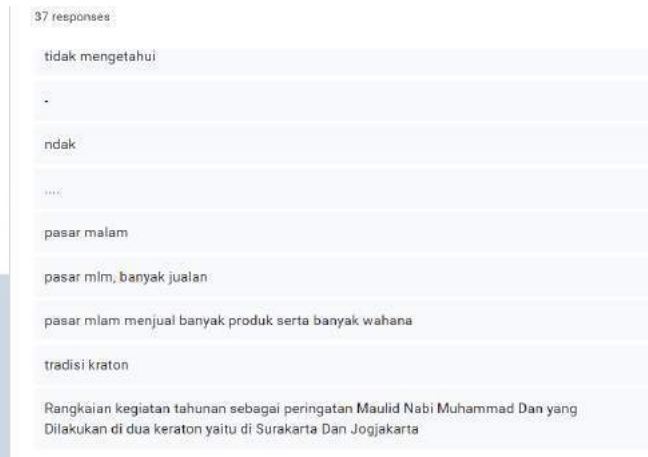 37 responses
tidak mengetahui
-
ndak
....
pasar malam
pasar mlm, banyak jualan
pasar mlam menjual banyak produk serta banyak wahana
tradisi kraton
Rangkaian kegiatan tahunan sebagai peringatan Maulid Nabi Muhammad Dan yang
Dilakukan di dua keraton yaitu di Surakarta Dan Jogjakarta